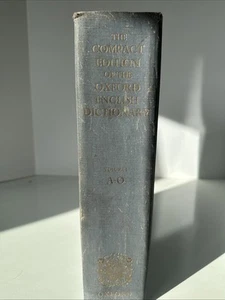 THE
COMPACT
EDITION
OF THE
OXFORD
ENGLISH
DICTIONARY
A-O